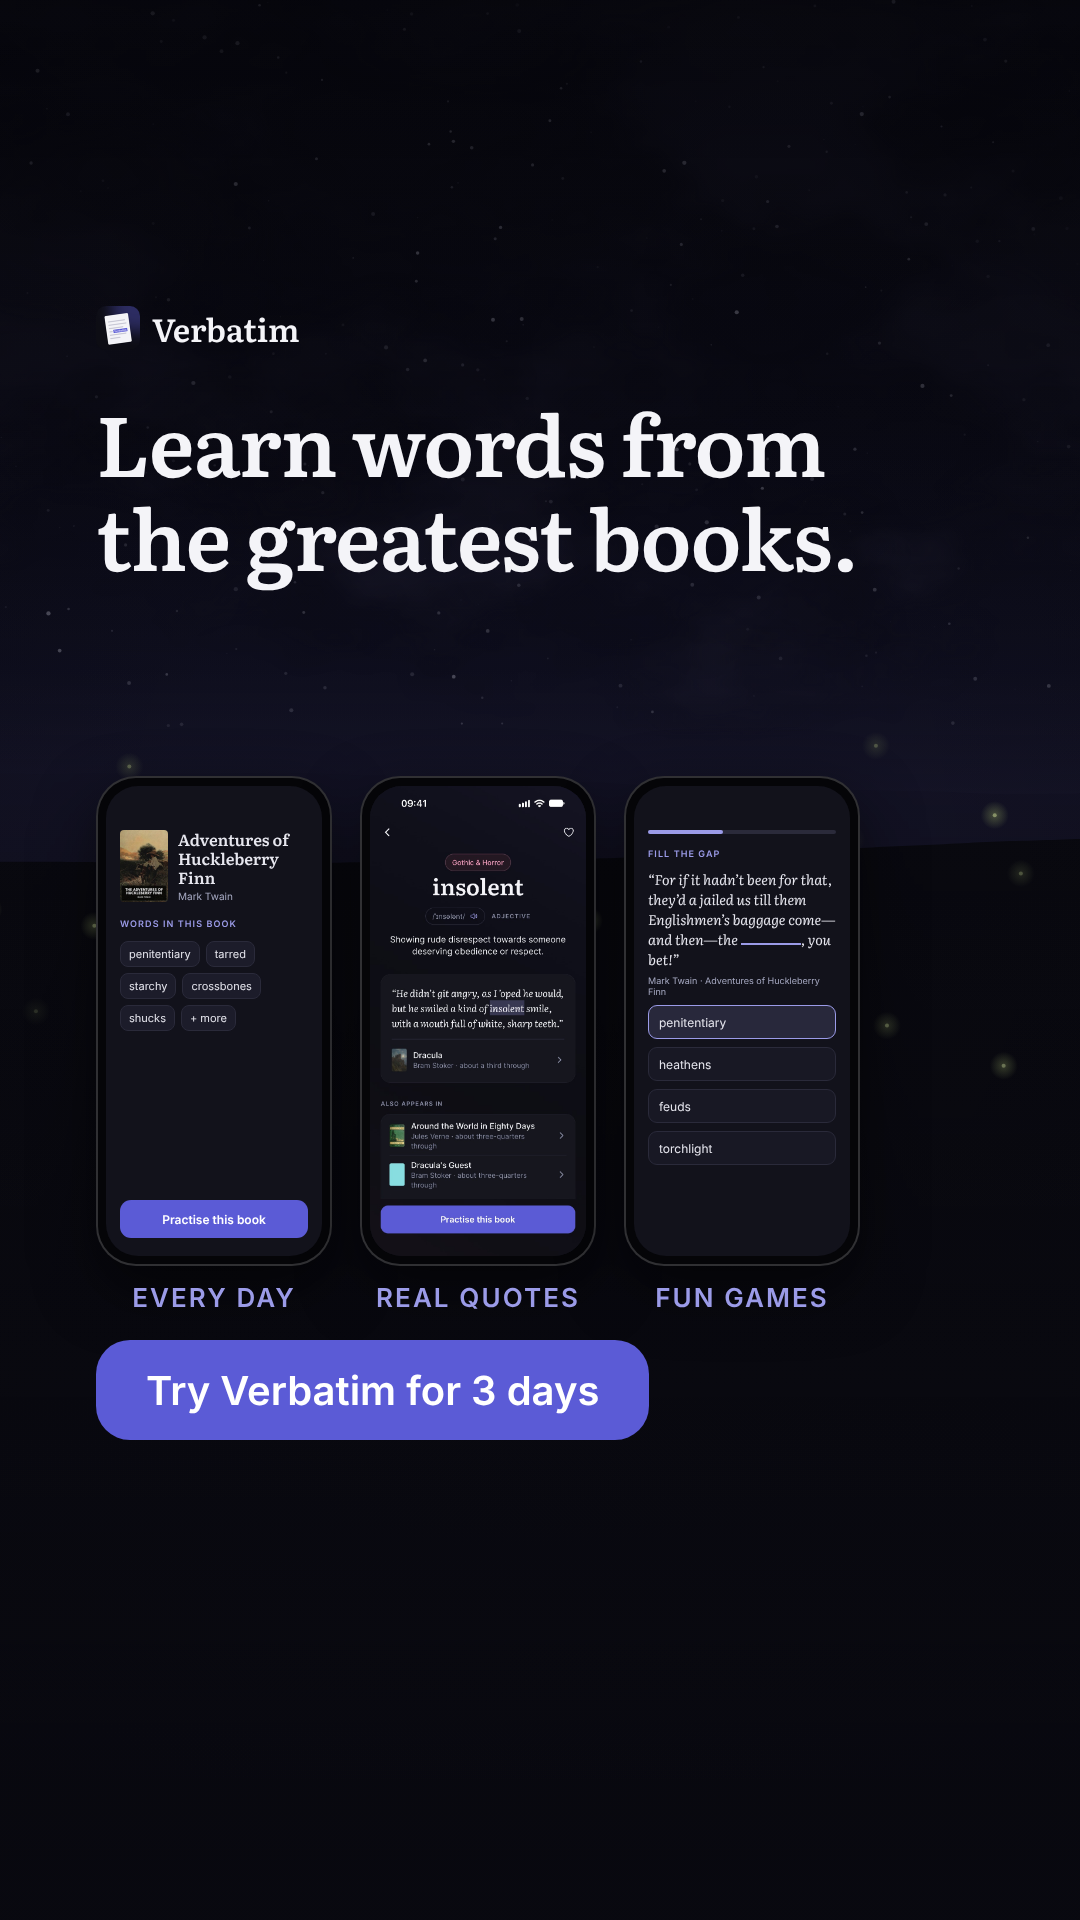 Verbatim
Learn words from
the greatest books.
Adventures of
Huckleberry
Finn
Mark Twain
THE ADVENTURES OF
HUCKLEBERRY FINN
WORDS IN THIS BOOK
penitentiary
tarred
starchy
crossbones
shucks
+ more
Practise this book
EVERY DAY
09:41
Gothic & Horror
insolent
/ˈɪnsələnt/
ADJECTIVE
Showing rude disrespect towards someone
deserving obedience or respect.
“He didn’t git angry, as I ’oped he would,
but he smiled a kind of insolent smile,
with a mouth full of white, sharp teeth.”
Dracula
Bram Stoker · about a third through
ALSO APPEARS IN
Around the World in Eighty Days
Jules Verne · about three-quarters
through
Dracula’s Guest
Bram Stoker · about three-quarters
through
Practise this book
REAL QUOTES
FILL THE GAP
“For if it hadn’t been for that,
they’d a jailed us till them
Englishmen’s baggage come—
and then—the ________, you
bet!”
Mark Twain · Adventures of Huckleberry
Finn
penitentiary
heathens
feuds
torchlight
FUN GAMES
Try Verbatim for 3 days